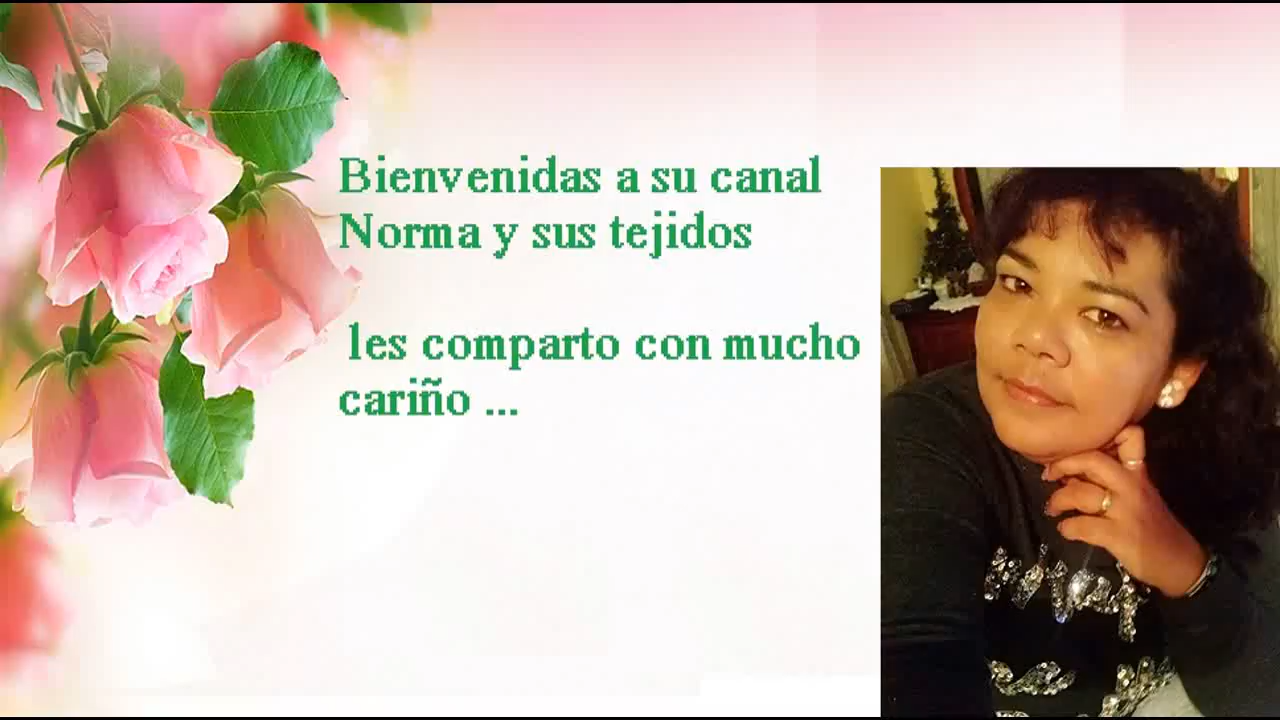 Bienvenidas a su canal
Norma y sus tejidos
les comparto con mucho
cariño ...